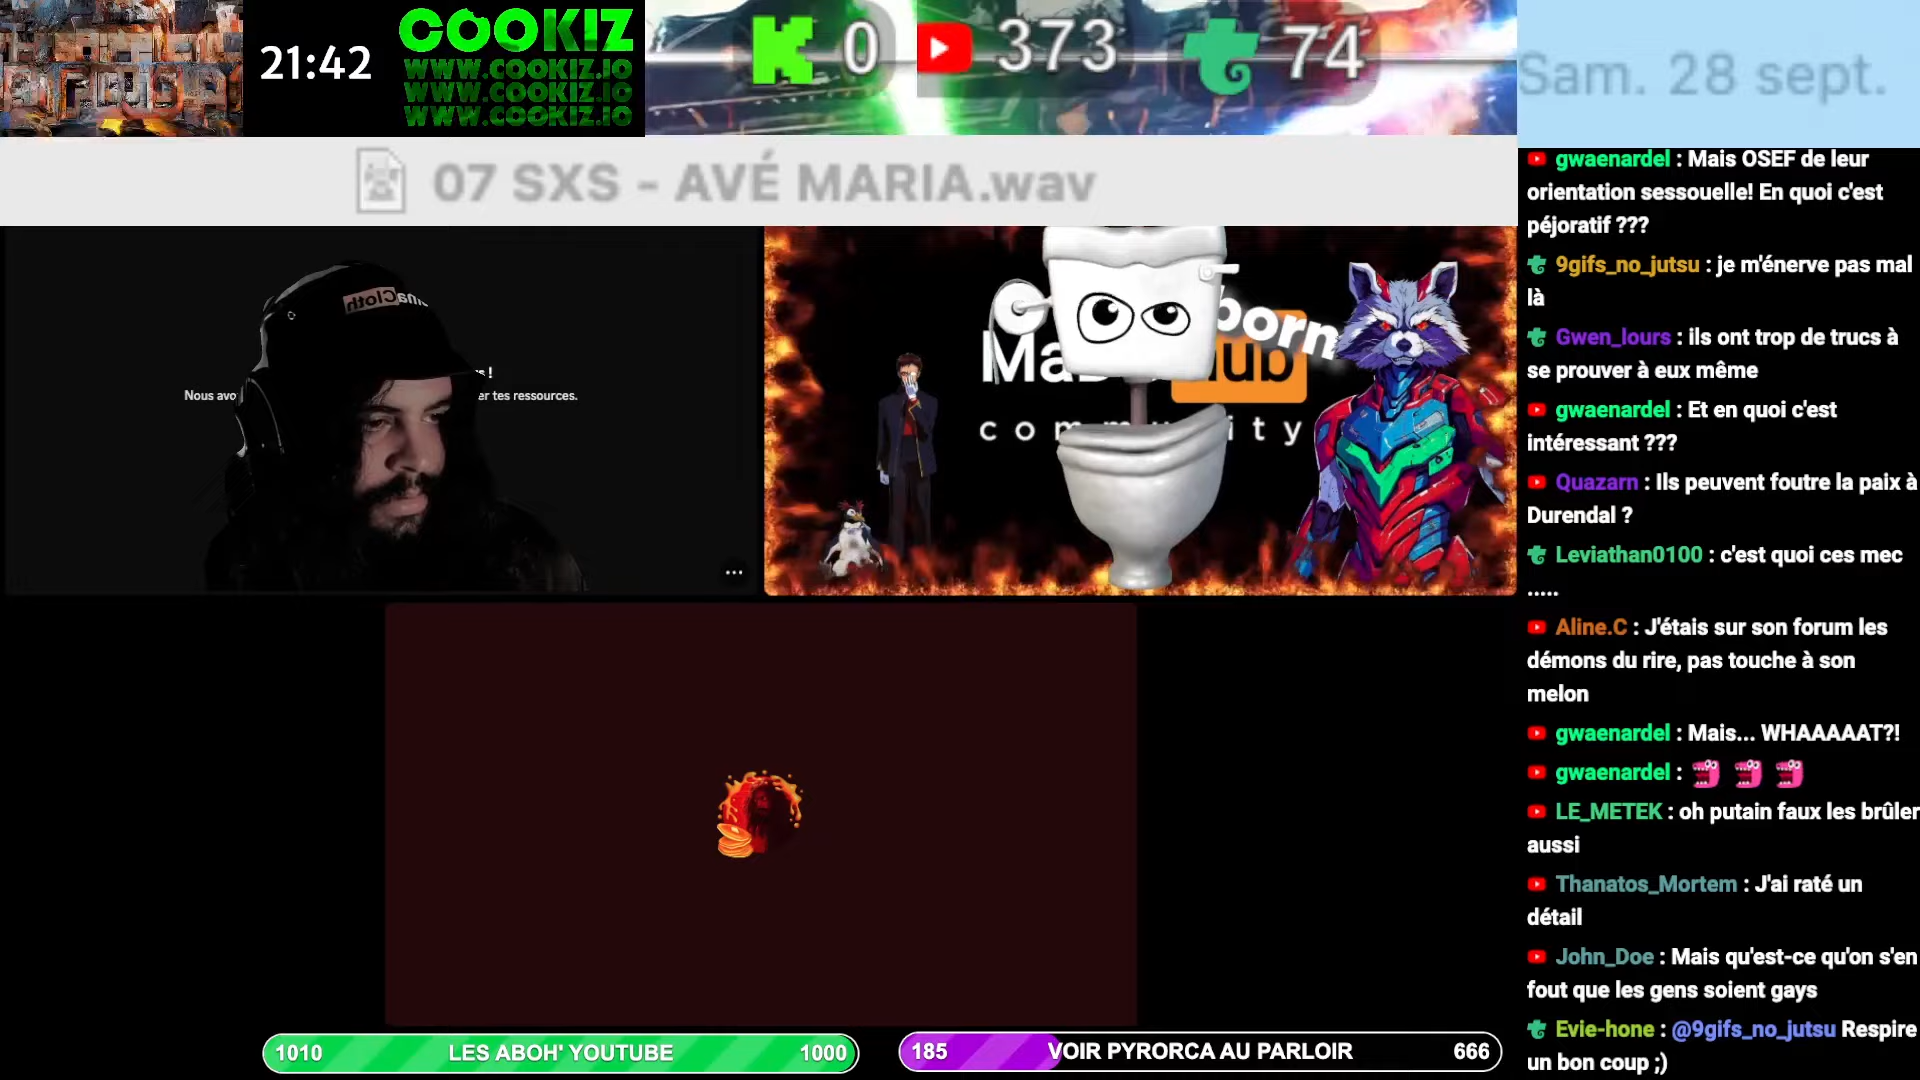 21:42
COOKIZ
WWW.COOKIZ.IO
WWW.COOKIZ.IO
WWW.COOKIZ.IO
0
373
74
Sam. 28 sept.
07 SXS - AVÉ MARIA.wav
Nous avo
er tes ressources.
born
Ma
ub
com
ity
gwaenardel : Mais OSEF de leur
orientation sessouelle! En quoi c'est
péjoratif ???
9gifs_no_jutsu : je m'énerve pas mal
là
Gwen_lours : ils ont trop de trucs à
se prouver à eux même
gwaenardel : Et en quoi c'est
intéressant ???
Quazarn : Ils peuvent foutre la paix à
Durendal ?
Leviathan0100 : c'est quoi ces mec
.....
Aline.C : J'étais sur son forum les
démons du rire, pas touche à son
melon
gwaenardel : Mais... WHAAAAAT?!
gwaenardel :
LE_METEK : oh putain faux les brûler
aussi
Thanatos_Mortem : J'ai raté un
détail
John_Doe : Mais qu'est-ce qu'on s'en
fout que les gens soient gays
Evie-hone : @9gifs_no_jutsu Respire
un bon coup ;)
1010 LES ABOH' YOUTUBE 1000
185 VOIR PYRORCA AU PARLOIR 666